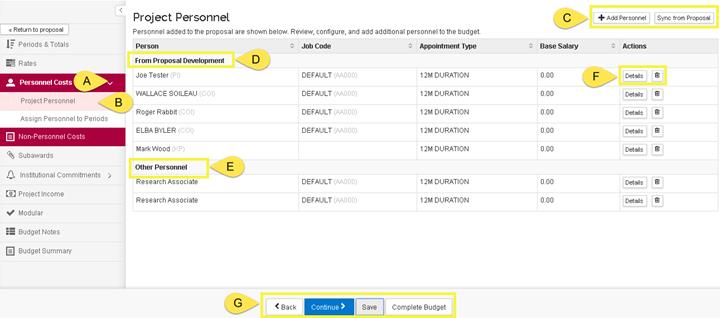 Project Personnel
C
+ Add Personnel
Sync from Proposal
« Return to proposal
Personnel added to the proposal are shown below. Review, configure, and add additional personnel to the budget.
Periods & Totals
Rates
Personnel Costs
A
Project Personnel
B
Assign Personnel to Periods
Non-Personnel Costs
Subawards
Institutional Commitments
Project Income
Modular
Budget Notes
Budget Summary
Person Job Code Appointment Type Base Salary Actions
From Proposal Development
D
Joe Tester (PI) DEFAULT (AA000) 12M DURATION 0.00 Details
F
WALLACE SOILEAU (COI) DEFAULT (AA000) 12M DURATION 0.00 Details
Roger Rabbit (COI) DEFAULT (AA000) 12M DURATION 0.00 Details
ELBA BYLER (COI) DEFAULT (AA000) 12M DURATION 0.00 Details
Mark Wood (KP) 12M DURATION 0.00 Details
Other Personnel
E
Research Associate DEFAULT (AA000) 12M DURATION 0.00 Details
Research Associate DEFAULT (AA000) 12M DURATION 0.00 Details
G
Back Continue Save Complete Budget